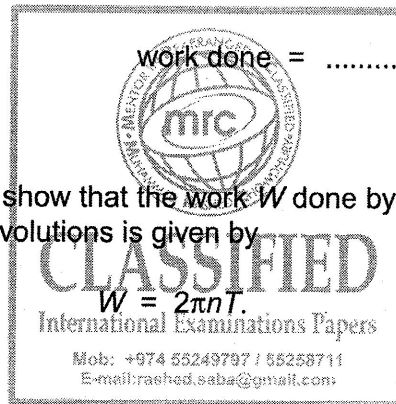 work done = .........
mrc
show that the work W done by
volutions is given by
CLASSIFIED
W = 2πnT.
International Examinations Papers
Mob: +974 55249797 / 55258711
E-mail:rashed.saba@gmail.com